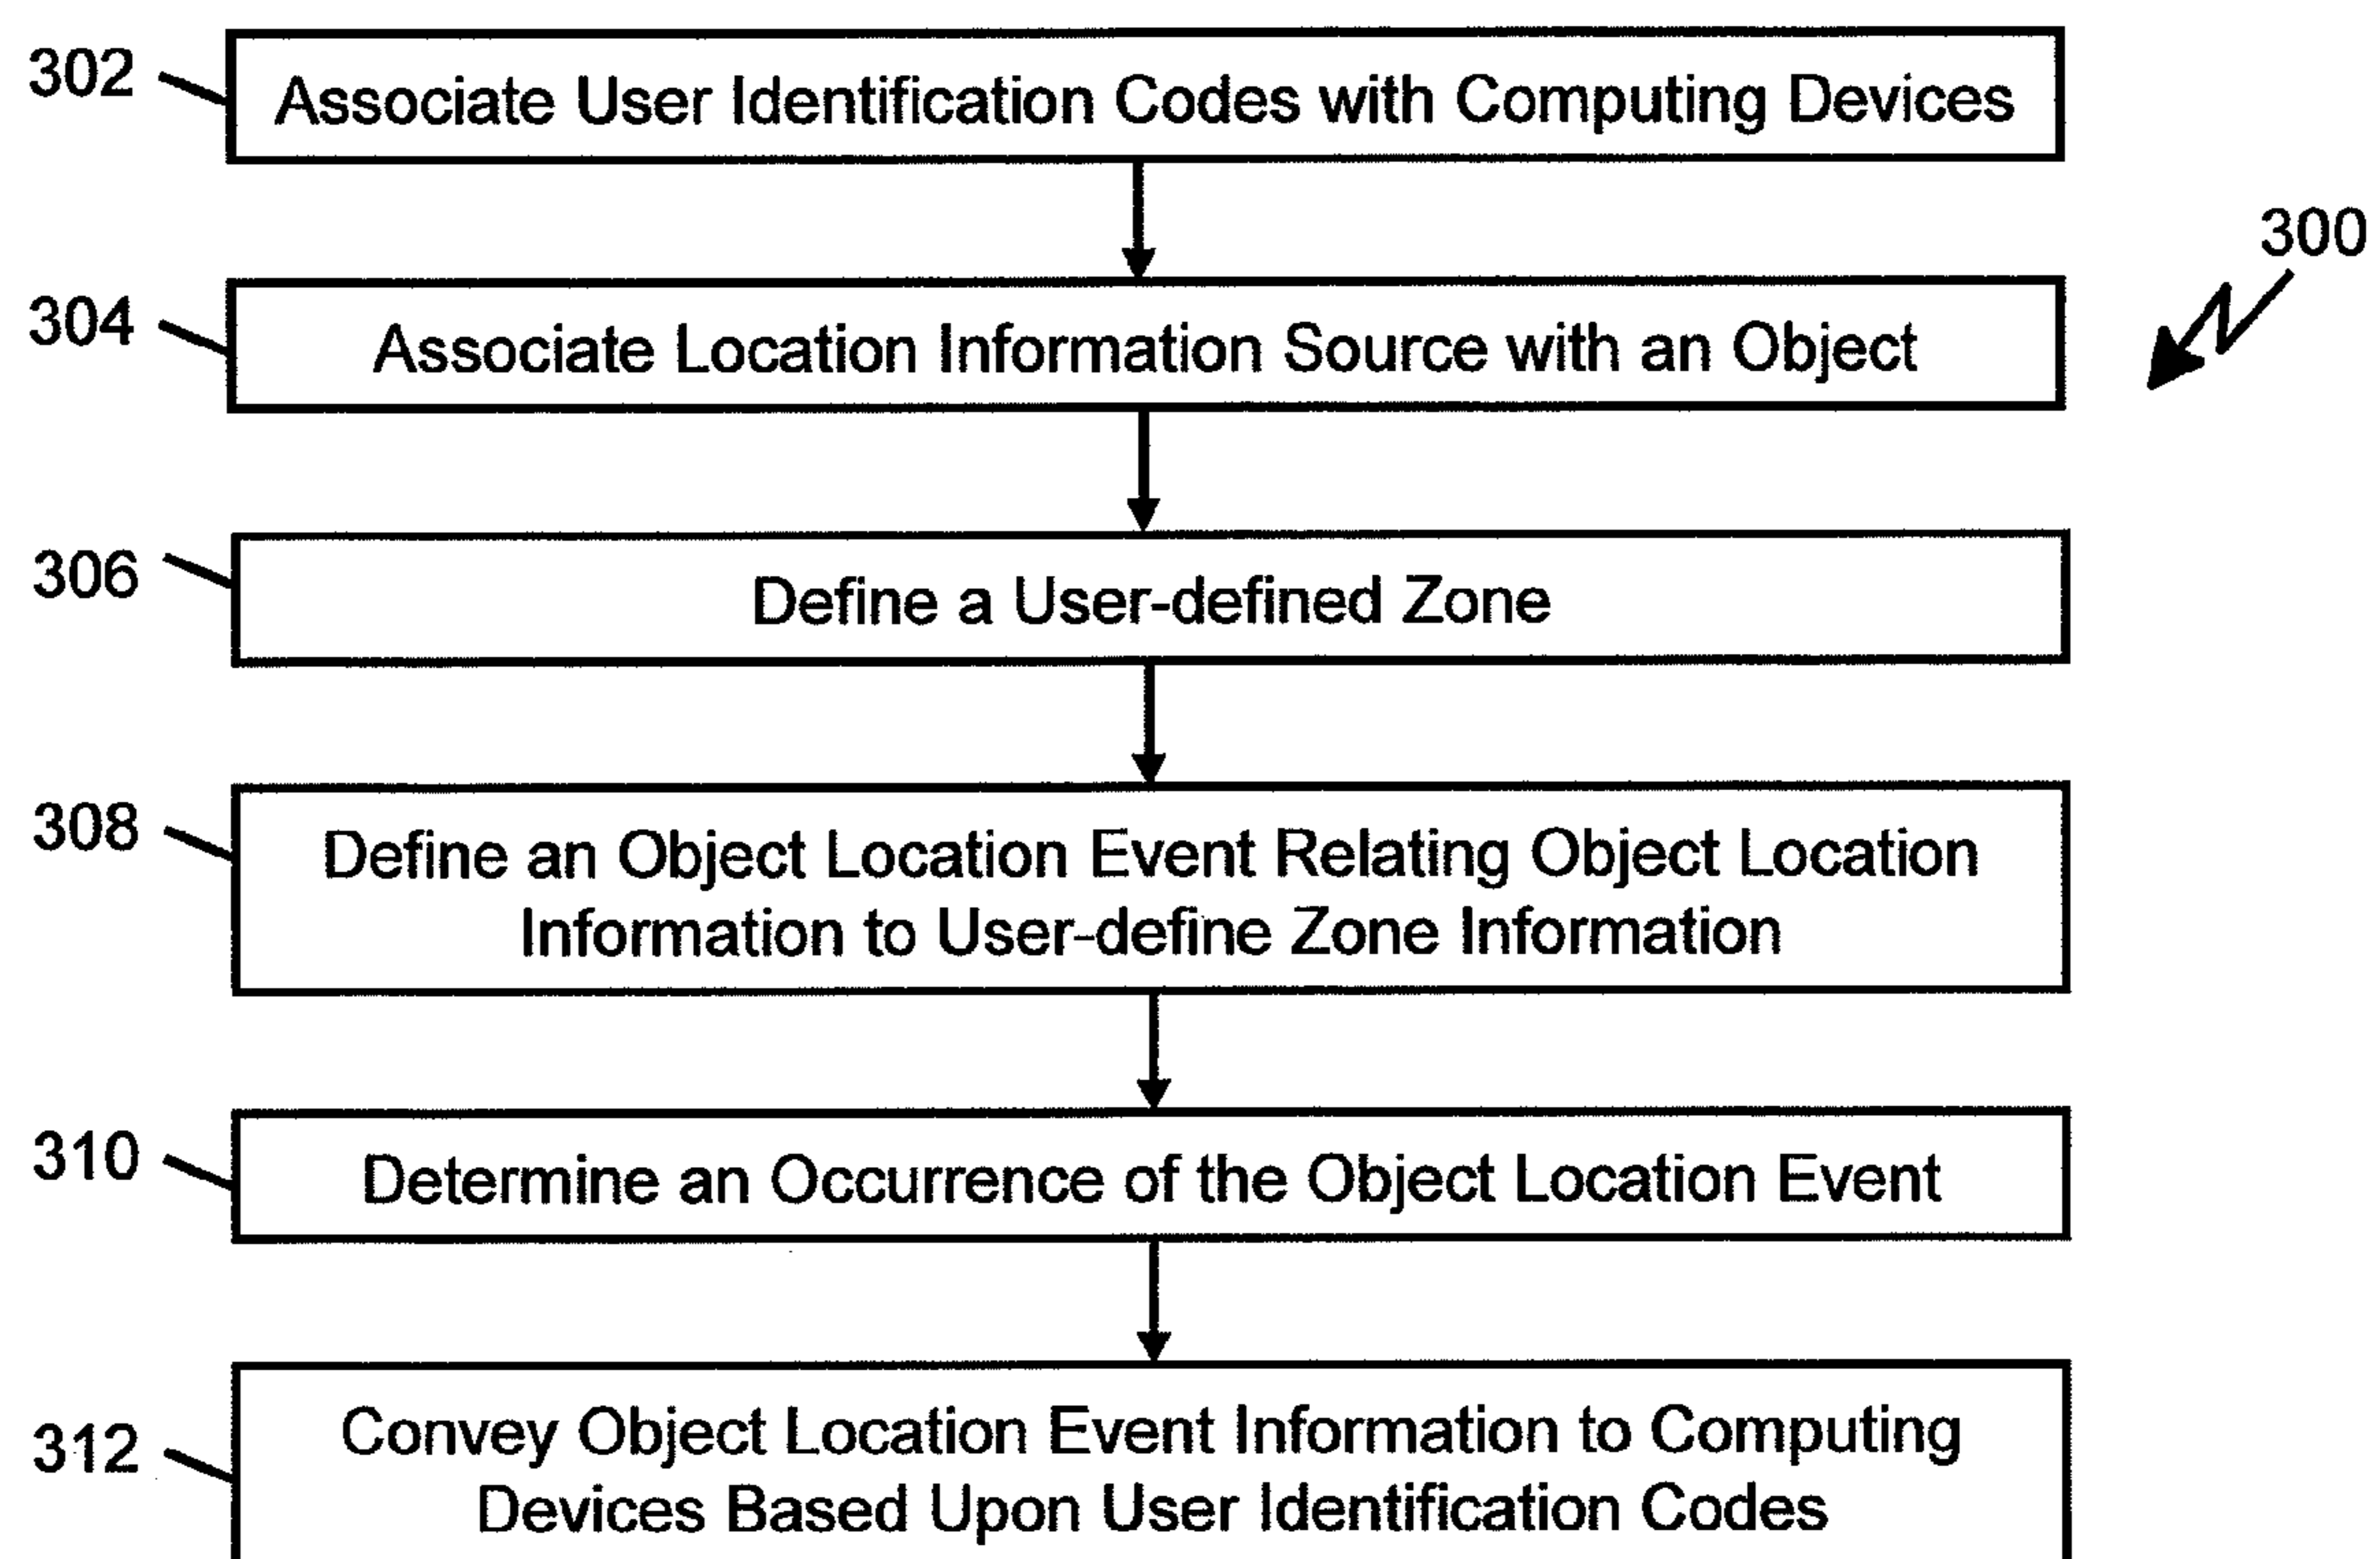 302
Associate User Identification Codes with Computing Devices
300
304
Associate Location Information Source with an Object
306
Define a User-defined Zone
308
Define an Object Location Event Relating Object Location
Information to User-define Zone Information
310
Determine an Occurrence of the Object Location Event
312
Convey Object Location Event Information to Computing
Devices Based Upon User Identification Codes